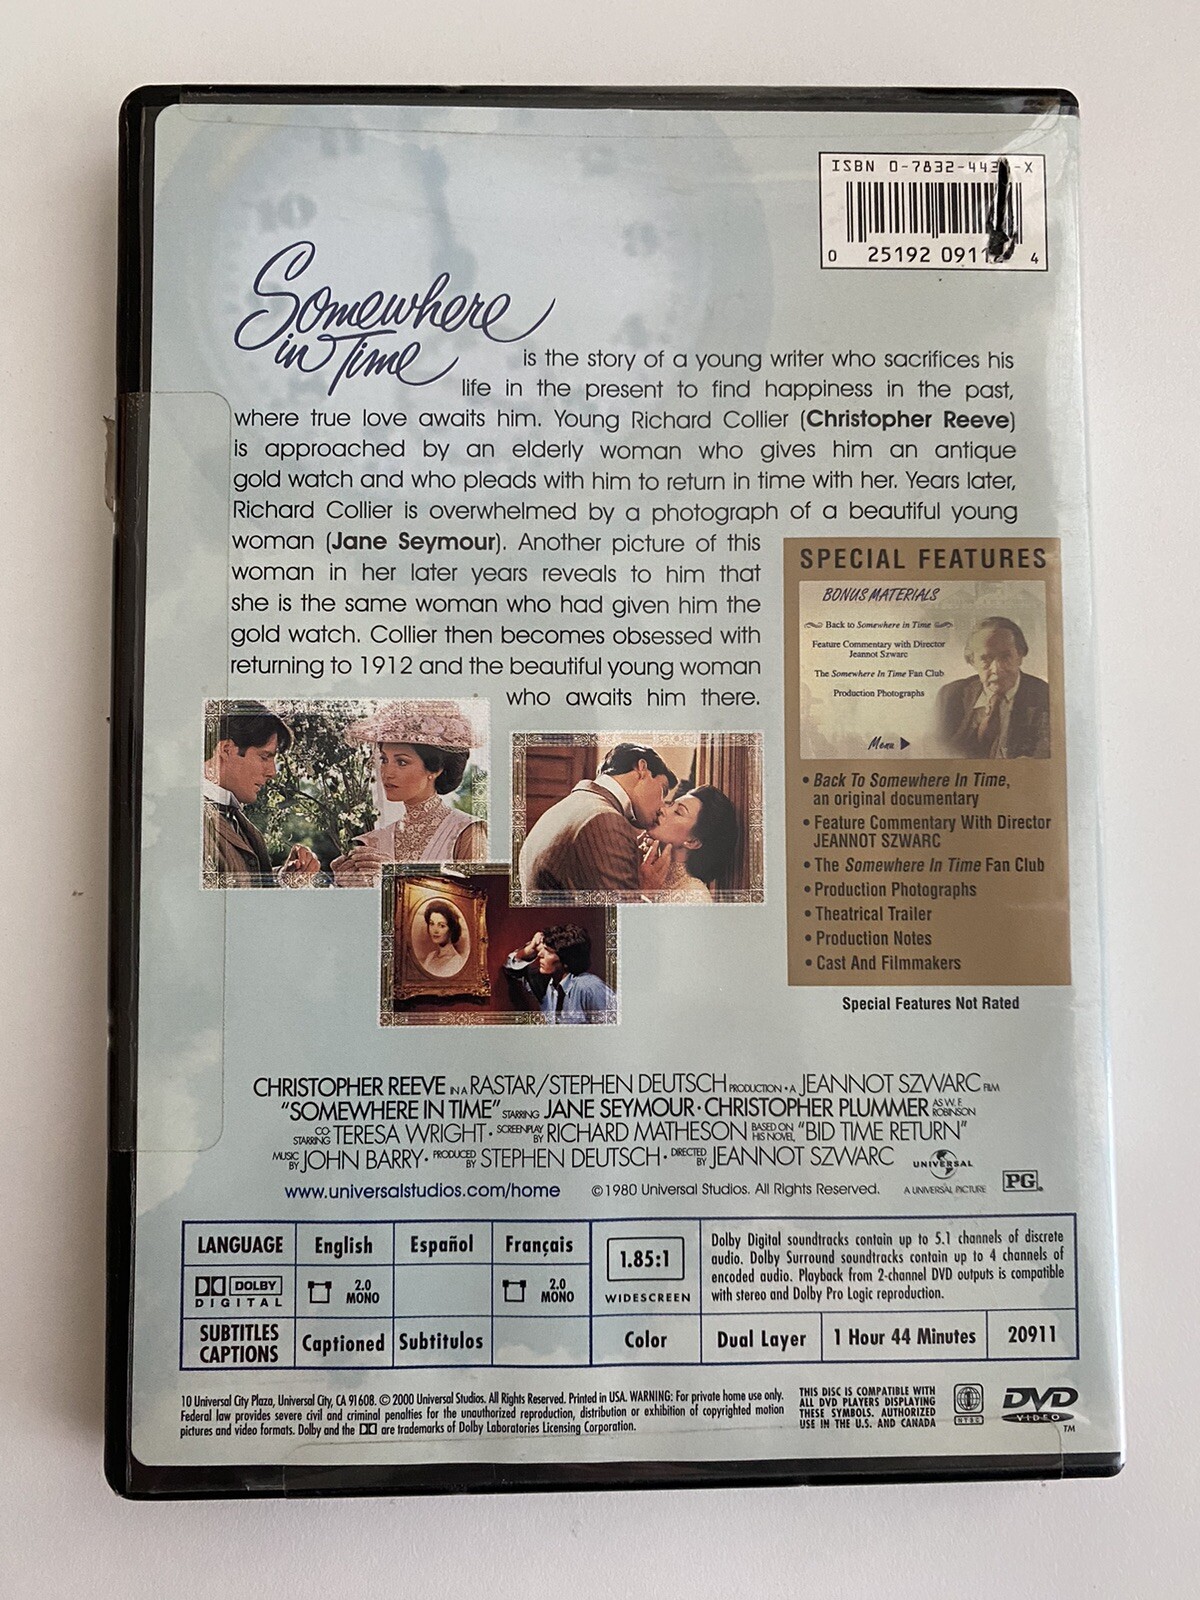 ISBN 0-7832-443 -X
0 25192 0911 4
Somewhere
in Time
is the story of a young writer who sacrifices his
life in the present to find happiness in the past,
where true love awaits him. Young Richard Collier (Christopher Reeve)
is approached by an elderly woman who gives him an antique
gold watch and who pleads with him to return in time with her. Years later,
Richard Collier is overwhelmed by a photograph of a beautiful young
woman (Jane Seymour). Another picture of this
woman in her later years reveals to him that
she is the same woman who had given him the
gold watch. Collier then becomes obsessed with
returning to 1912 and the beautiful young woman
who awaits him there.
SPECIAL FEATURES
BONUS MATERIALS
Back to Somewhere in Time
Feature Commentary with Director
Jeannot Szwarc
The Somewhere In Time Fan Club
Production Photographs
Menu
• Back To Somewhere In Time,
an original documentary
• Feature Commentary With Director
JEANNOT SZWARC
• The Somewhere In Time Fan Club
• Production Photographs
• Theatrical Trailer
• Production Notes
• Cast And Filmmakers
Special Features Not Rated
CHRISTOPHER REEVE IN A RASTAR/STEPHEN DEUTSCH PRODUCTION • A JEANNOT SZWARC FILM
"SOMEWHERE IN TIME" STARRING JANE SEYMOUR • CHRISTOPHER PLUMMER AS W. F. ROBINSON
CO-STARRING TERESA WRIGHT • SCREENPLAY BY RICHARD MATHESON BASED ON HIS NOVEL, "BID TIME RETURN"
MUSIC BY JOHN BARRY • PRODUCED BY STEPHEN DEUTSCH • DIRECTED BY JEANNOT SZWARC
UNIVERSAL
www.universalstudios.com/home ©1980 Universal Studios. All Rights Reserved. A UNIVERSAL PICTURE PG
LANGUAGE English Español Français
DOLBY DIGITAL 2.0 MONO 2.0 MONO
SUBTITLES CAPTIONS Captioned Subtitulos
1.85:1
WIDESCREEN
Dolby Digital soundtracks contain up to 5.1 channels of discrete
audio. Dolby Surround soundtracks contain up to 4 channels of
encoded audio. Playback from 2-channel DVD outputs is compatible
with stereo and Dolby Pro Logic reproduction.
Color Dual Layer 1 Hour 44 Minutes 20911
10 Universal City Plaza, Universal City, CA 91608. © 2000 Universal Studios. All Rights Reserved. Printed in USA. WARNING: For private home use only.
Federal law provides severe civil and criminal penalties for the unauthorized reproduction, distribution or exhibition of copyrighted motion
pictures and video formats. Dolby and the DD are trademarks of Dolby Laboratories Licensing Corporation.
THIS DISC IS COMPATIBLE WITH
ALL DVD PLAYERS DISPLAYING
THESE SYMBOLS. AUTHORIZED
USE IN THE U.S. AND CANADA
1
NTSC
DVD
VIDEO
TM